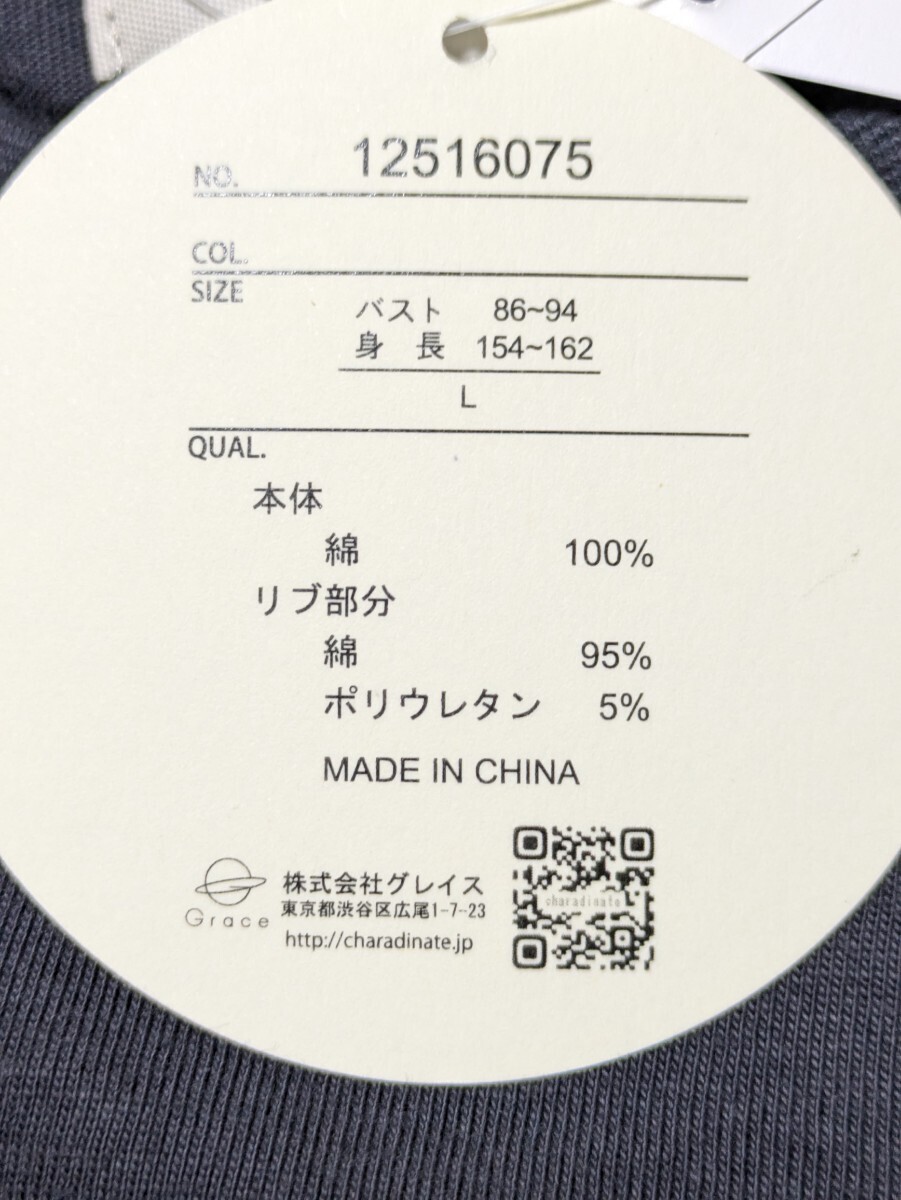 NO. 12516075
COL.
SIZE
バスト 86~94
身 長 154~162
L
QUAL.
本体
綿 100%
リブ部分
綿 95%
ポリウレタン 5%
MADE IN CHINA
Grace
株式会社グレイス
東京都渋谷区広尾1-7-23
http://charadinate.jp
charadinate